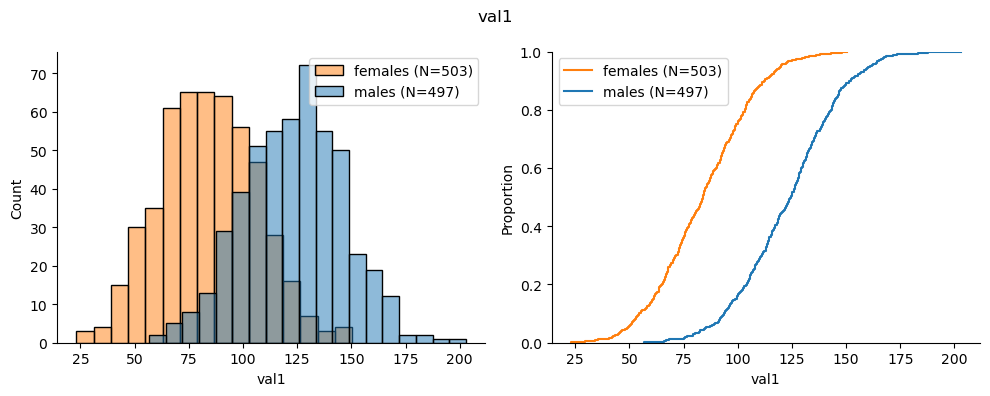 val1
70
60
50
40
30
20
10
0
Count
25 50 75 100 125 150 175 200
val1
females (N=503)
males (N=497)
1.0
0.8
0.6
0.4
0.2
0.0
Proportion
25 50 75 100 125 150 175 200
val1
females (N=503)
males (N=497)